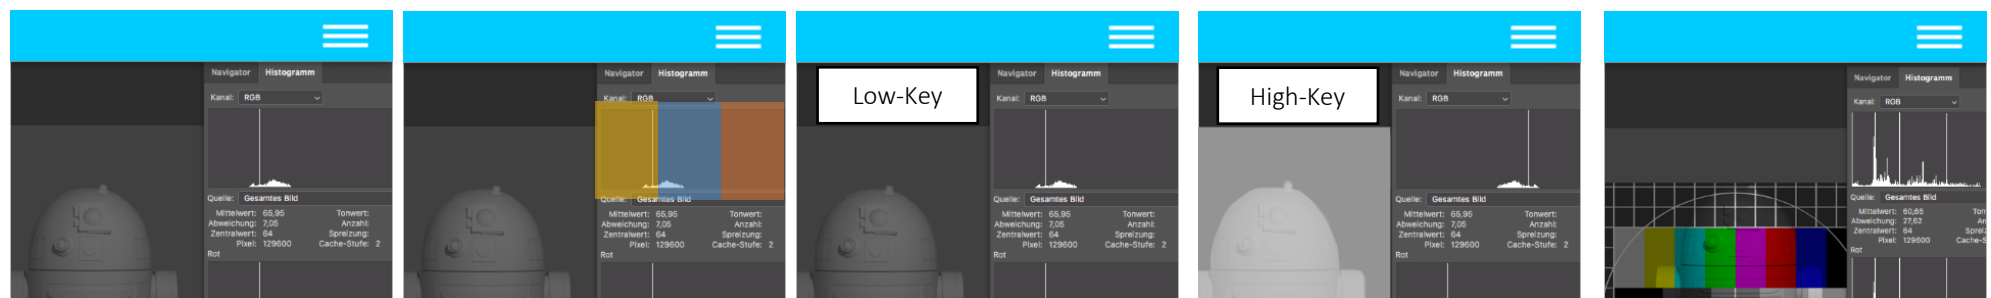 Navigator Histogramm
Kanal: RGB
Quelle: Gesamtes Bild
Mittelwert: 65,95 Tonwert:
Abweichung: 7,05 Anzahl:
Zentralwert: 64 Spreizung:
Pixel: 129600 Cache-Stufe: 2
Rot
Navigator Histogramm
Kanal: RGB
Quelle: Gesamtes Bild
Mittelwert: 65,95 Tonwert:
Abweichung: 7,05 Anzahl:
Zentralwert: 64 Spreizung:
Pixel: 129600 Cache-Stufe: 2
Rot
Low-Key
Navigator Histogramm
Kanal: RGB
Quelle: Gesamtes Bild
Mittelwert: 65,95 Tonwert:
Abweichung: 7,05 Anzahl:
Zentralwert: 64 Spreizung:
Pixel: 129600 Cache-Stufe: 2
Rot
High-Key
Navigator Histogramm
Kanal: RGB
Quelle: Gesamtes Bild
Mittelwert: 65,95 Tonwert:
Abweichung: 7,05 Anzahl:
Zentralwert: 64 Spreizung:
Pixel: 129600 Cache-Stufe: 2
Rot
Navigator Histogramm
Kanal: RGB
Quelle: Gesamtes Bild
Mittelwert: 60,65 Ton
Abweichung: 27,62 An
Zentralwert: 64 Spreiz
Pixel: 129600 Cache-S
Rot